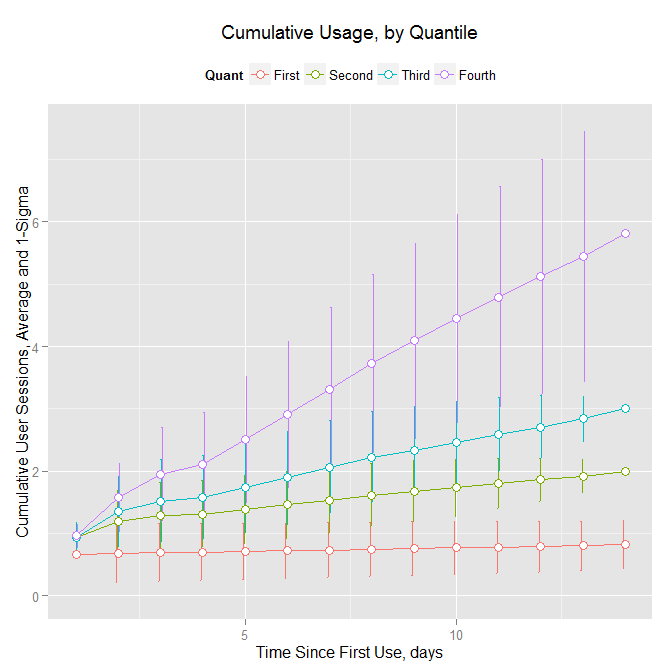 Cumulative Usage, by Quantile
Quant First Second Third Fourth
Cumulative User Sessions, Average and 1-Sigma
6
4
2
0
5 10
Time Since First Use, days